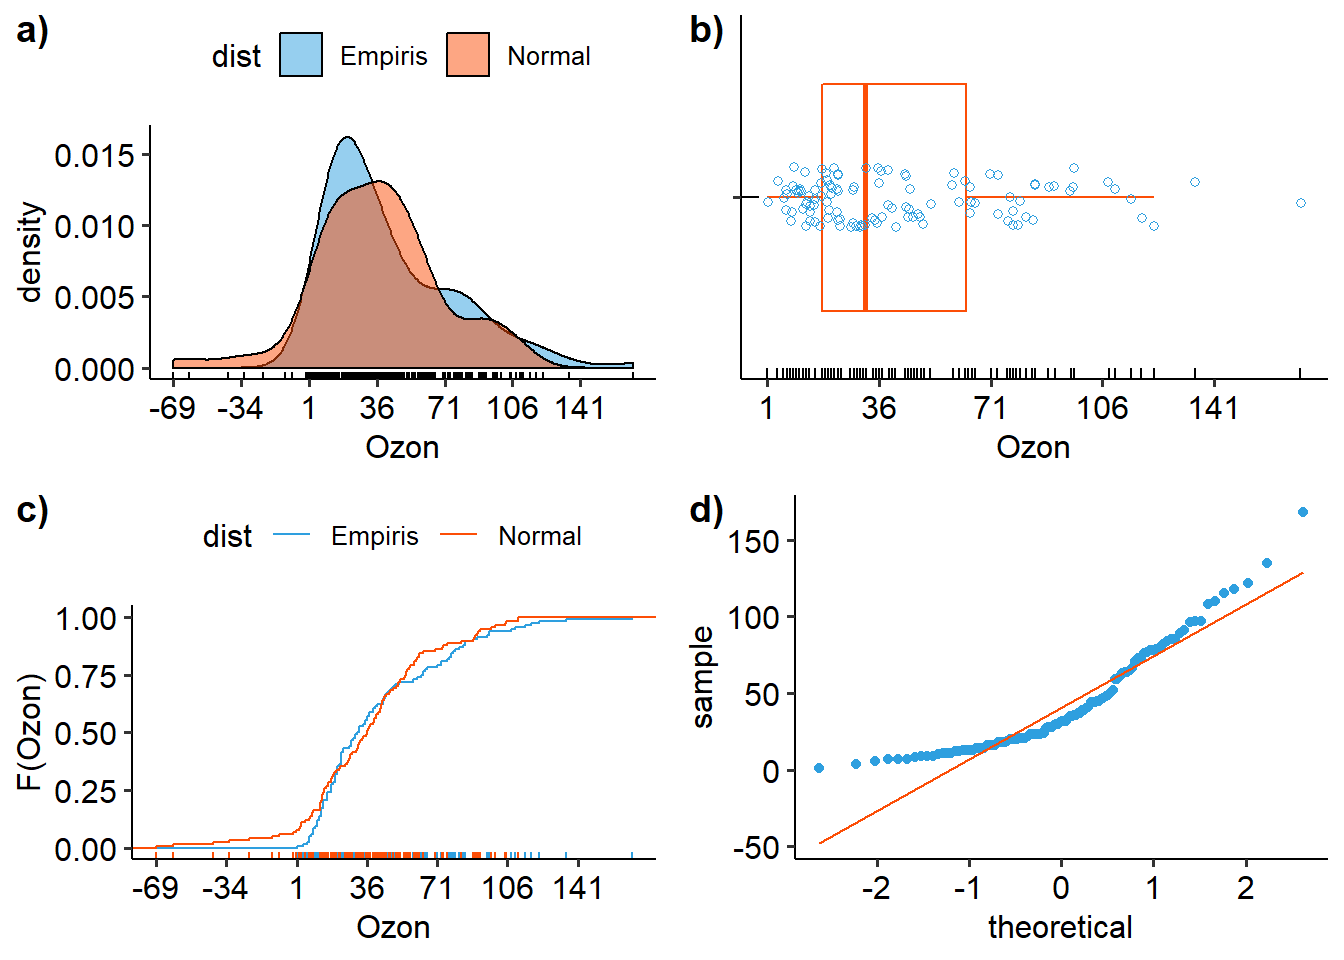 a)
dist Empiris Normal
0.015
0.010
0.005
0.000
density
-69 -34 1 36 71 106 141
Ozon
b)
1 36 71 106 141
Ozon
c)
dist Empiris Normal
1.00
0.75
0.50
0.25
0.00
F(Ozon)
-69 -34 1 36 71 106 141
Ozon
d)
150
100
50
0
-50
sample
-2 -1 0 1 2
theoretical